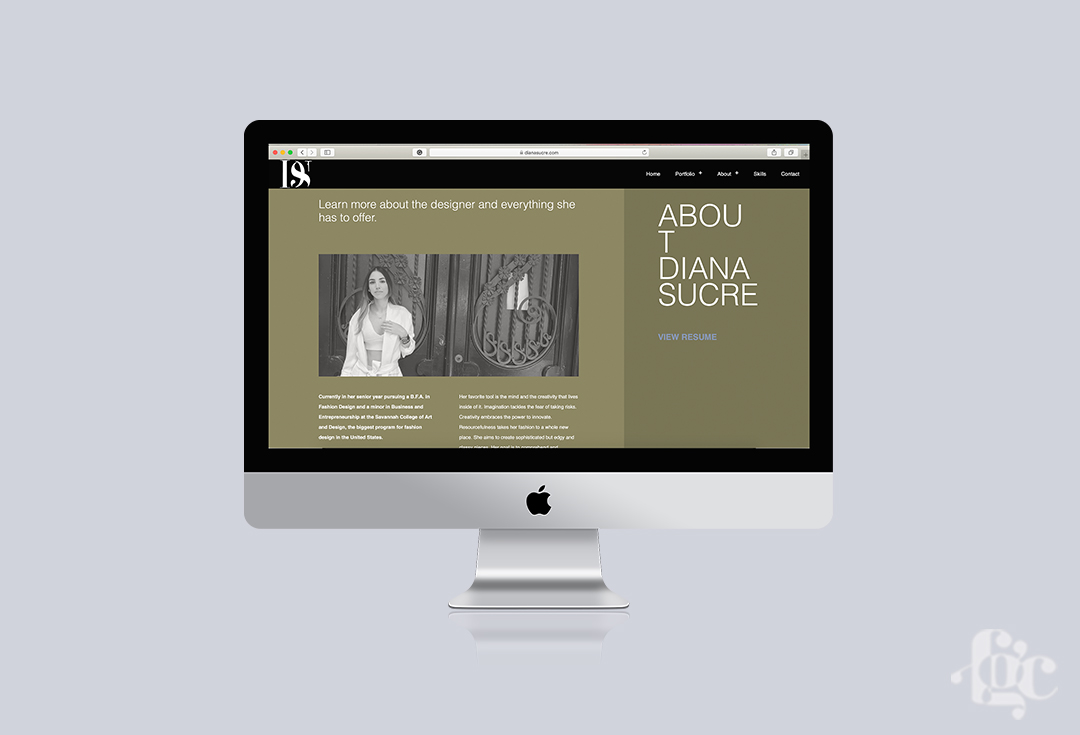 dianasucre.com
DST
Home Portfolio + About + Skills Contact
Learn more about the designer and everything she
has to offer.
Currently in her senior year pursuing a B.F.A. in
Fashion Design and a minor in Business and
Entrepreneurship at the Savannah College of Art
and Design, the biggest program for fashion
design in the United States.
Her favorite tool is the mind and the creativity that lives
inside of it. Imagination tackles the fear of taking risks.
Creativity embraces the power to innovate.
Resourcefulness takes her fashion to a whole new
place. She aims to create sophisticated but edgy and
ABOU
T
DIANA
SUCRE
VIEW RESUME
fgc